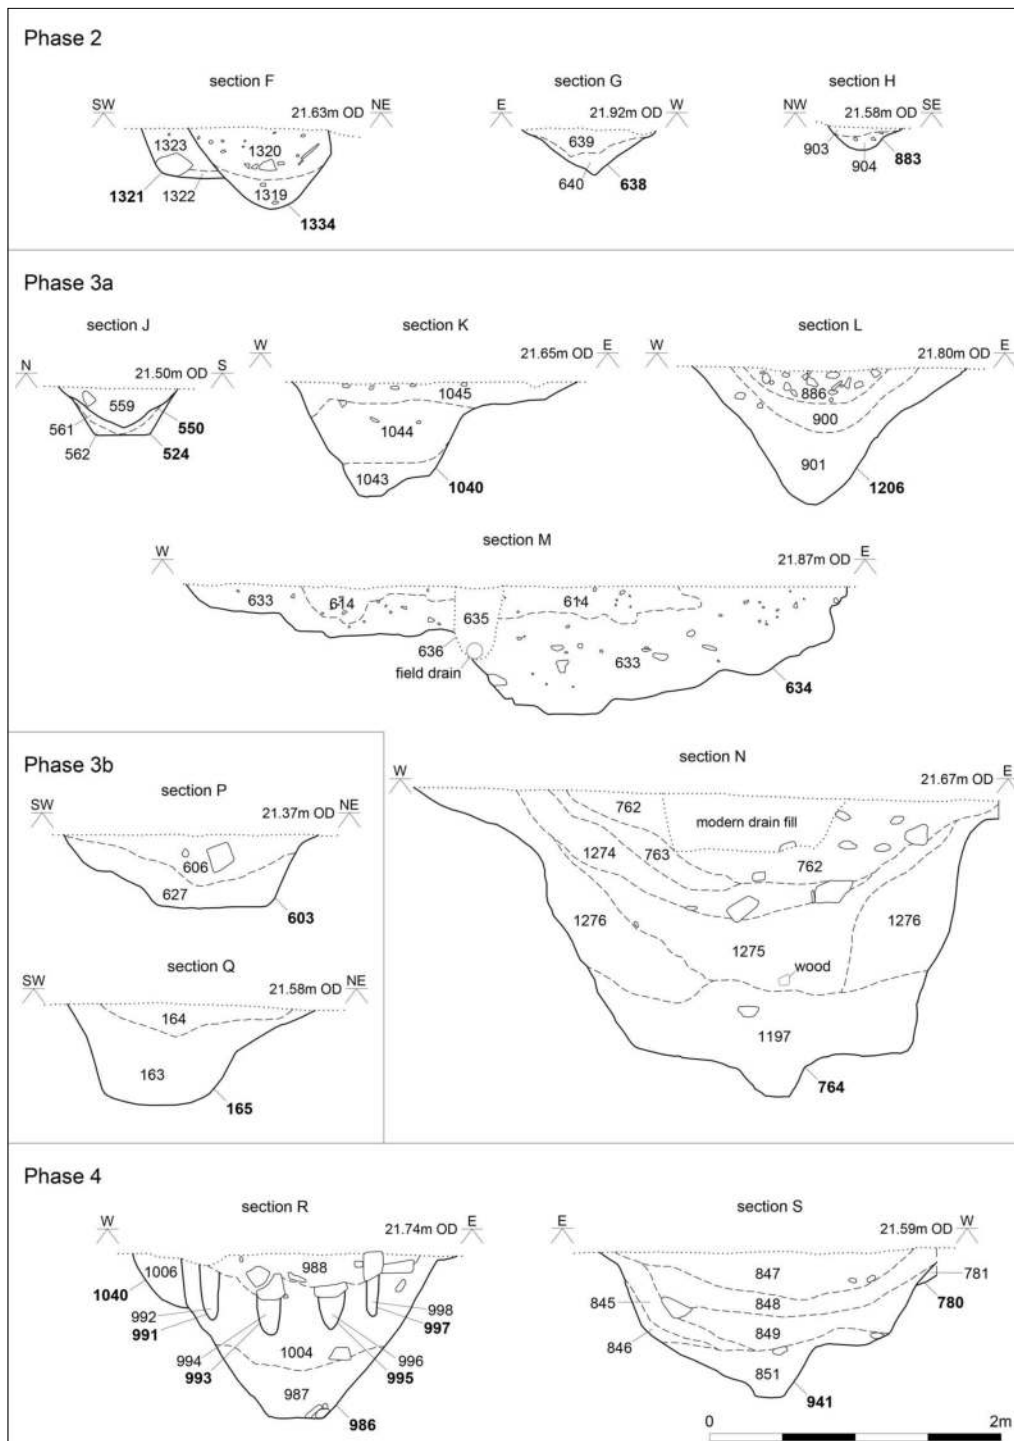 Phase 2
section F
SW
21.63m OD
NE
1323
1320
1321
1322
1319
1334
section G
E
21.92m OD
W
639
640
638
section H
NW
21.58m OD
SE
903
904
883
Phase 3a
section J
N
21.50m OD
S
559
561
550
562
524
section K
W
21.65m OD
E
1045
1044
1043
1040
section L
W
21.80m OD
E
886
900
901
1206
section M
W
21.87m OD
E
633
614
635
614
636
field drain
633
634
section N
W
21.67m OD
E
762
modern drain fill
1274
763
762
1276
1275
1276
wood
1197
764
Phase 3b
section P
SW
21.37m OD
NE
606
627
603
section Q
SW
21.58m OD
NE
164
163
165
Phase 4
section R
W
21.74m OD
E
1006
988
1040
992
991
998
997
994
993
1004
996
995
987
986
section S
E
21.59m OD
W
847
781
780
845
848
846
849
851
941
0
2m